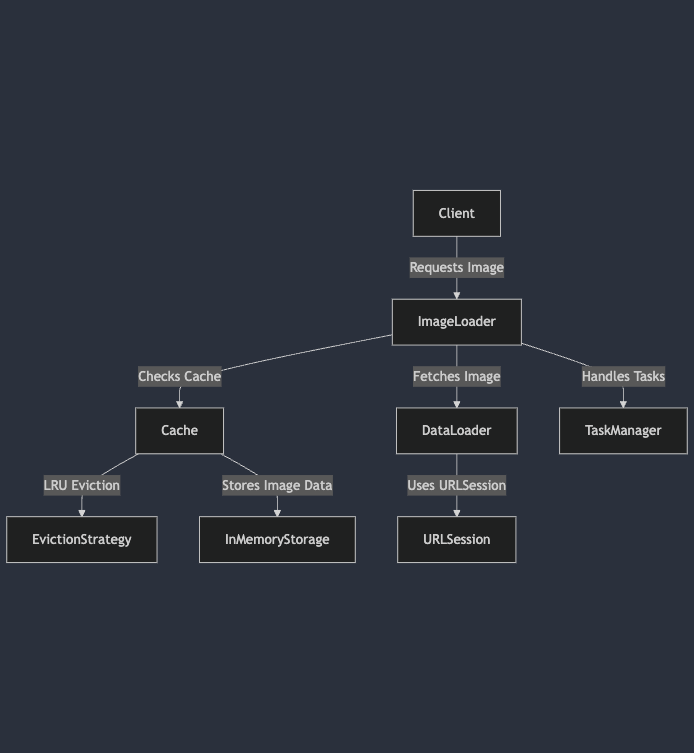 Client
Requests Image
ImageLoader
Checks Cache
Fetches Image
Handles Tasks
Cache
DataLoader
TaskManager
LRU Eviction
Stores Image Data
Uses URLSession
EvictionStrategy
InMemoryStorage
URLSession